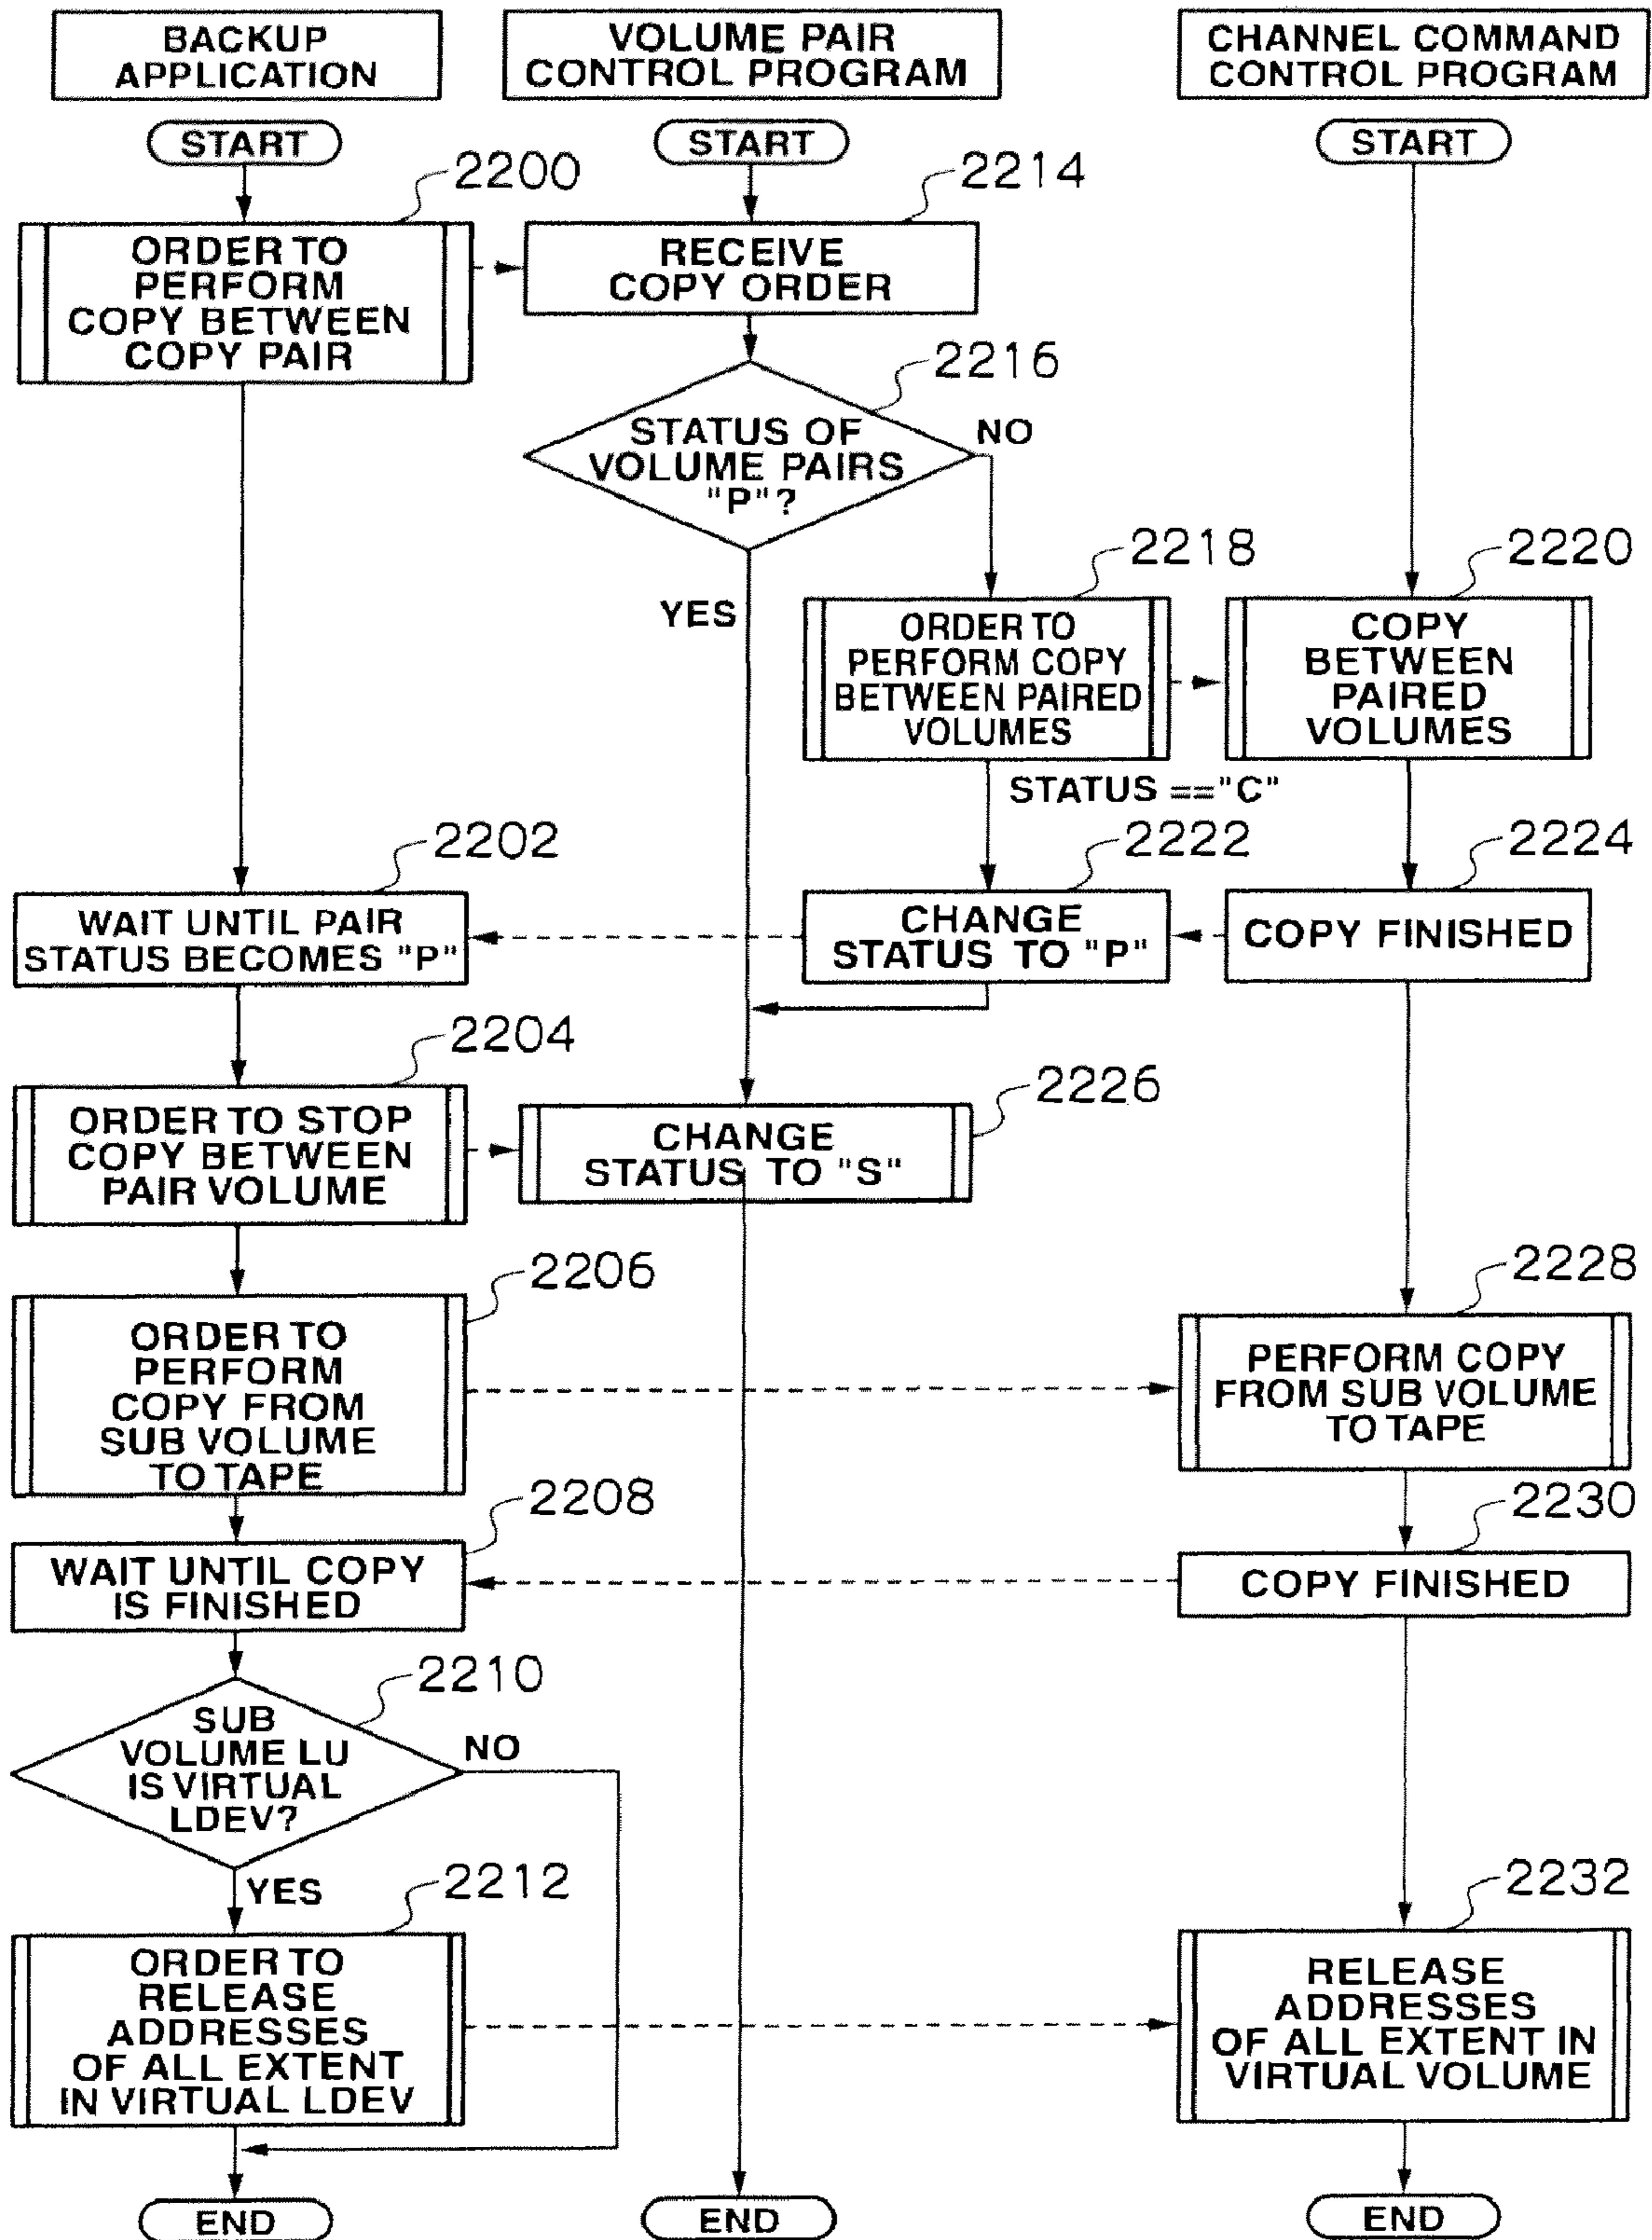 BACKUP
APPLICATION
VOLUME PAIR
CONTROL PROGRAM
CHANNEL COMMAND
CONTROL PROGRAM
START
START
START
2200
2214
ORDER TO
PERFORM
COPY BETWEEN
COPY PAIR
RECEIVE
COPY ORDER
2216
STATUS OF
VOLUME PAIRS
"P"?
NO
YES
2218
2220
ORDER TO
PERFORM COPY
BETWEEN PAIRED
VOLUMES
COPY
BETWEEN
PAIRED
VOLUMES
STATUS =="C"
2202
2222
2224
WAIT UNTIL PAIR
STATUS BECOMES "P"
CHANGE
STATUS TO "P"
COPY FINISHED
2204
2226
ORDER TO STOP
COPY BETWEEN
PAIR VOLUME
CHANGE
STATUS TO "S"
2206
2228
ORDER TO
PERFORM
COPY FROM
SUB VOLUME
TO TAPE
PERFORM COPY
FROM SUB VOLUME
TO TAPE
2208
2230
WAIT UNTIL COPY
IS FINISHED
COPY FINISHED
2210
SUB
VOLUME LU
IS VIRTUAL
LDEV?
NO
YES
2212
2232
ORDER TO
RELEASE
ADDRESSES
OF ALL EXTENT
IN VIRTUAL LDEV
RELEASE
ADDRESSES
OF ALL EXTENT IN
VIRTUAL VOLUME
END
END
END